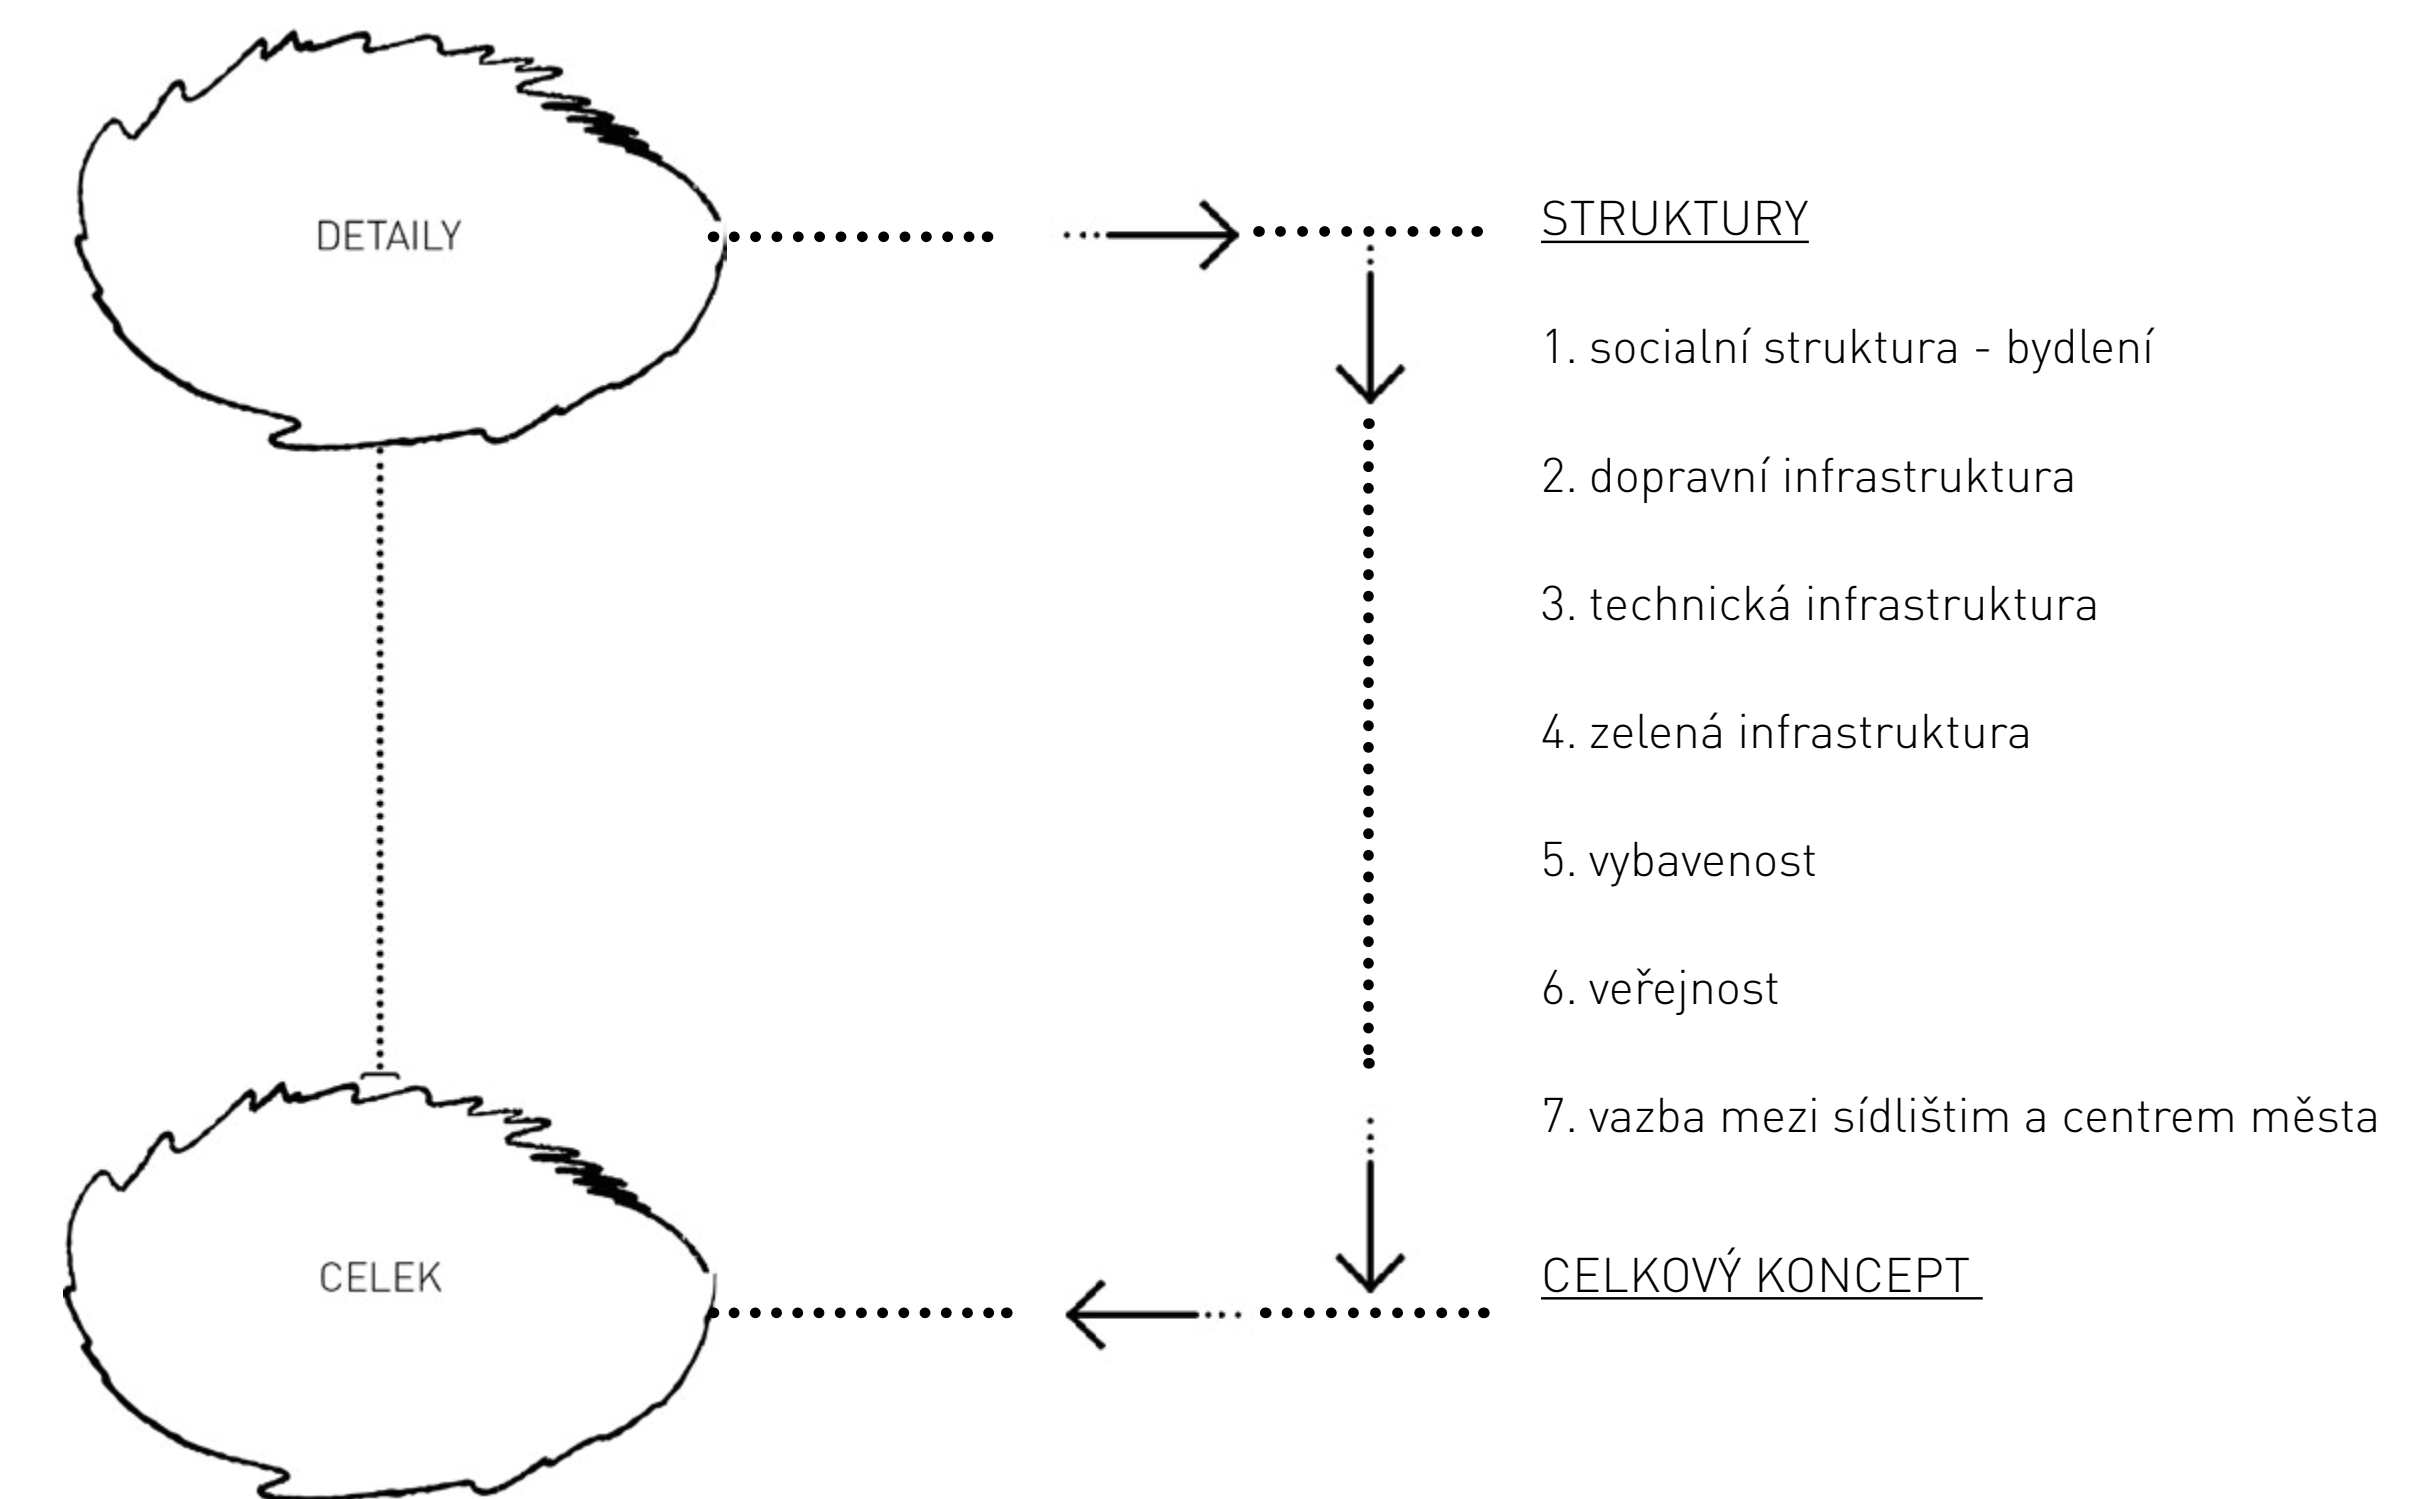 DETAILY
STRUKTURY
1. socialní struktura - bydlení
2. dopravní infrastruktura
3. technická infrastruktura
4. zelená infrastruktura
5. vybavenost
6. veřejnost
7. vazba mezi sídlištim a centrem města
CELEK
CELKOVÝ KONCEPT